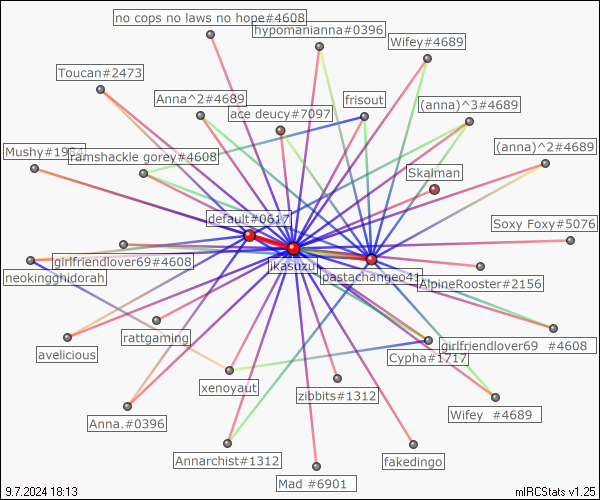 no cops no laws no hope#4608
hypomanianna#0396
Wifey#4689
Toucan#2473
Anna^2#4689
frisout
(anna)^3#4689
ace deucy#7097
Mushy#1984
ramshackle gorey#4608
(anna)^2#4689
Skalman
default#0617
Soxy Foxy#5076
girlfriendlover69#4608
ikasuzu
pastachangeo41
neokingghidorah
AlpineRooster#2156
rattgaming
avelicious
girlfriendlover69 #4608
Cypha#1717
xenoyaut
zibbits#1312
Wifey #4689
Anna.#0396
Annarchist#1312
fakedingo
Mad #6901
9.7.2024 18:13
mIRCStats v1.25